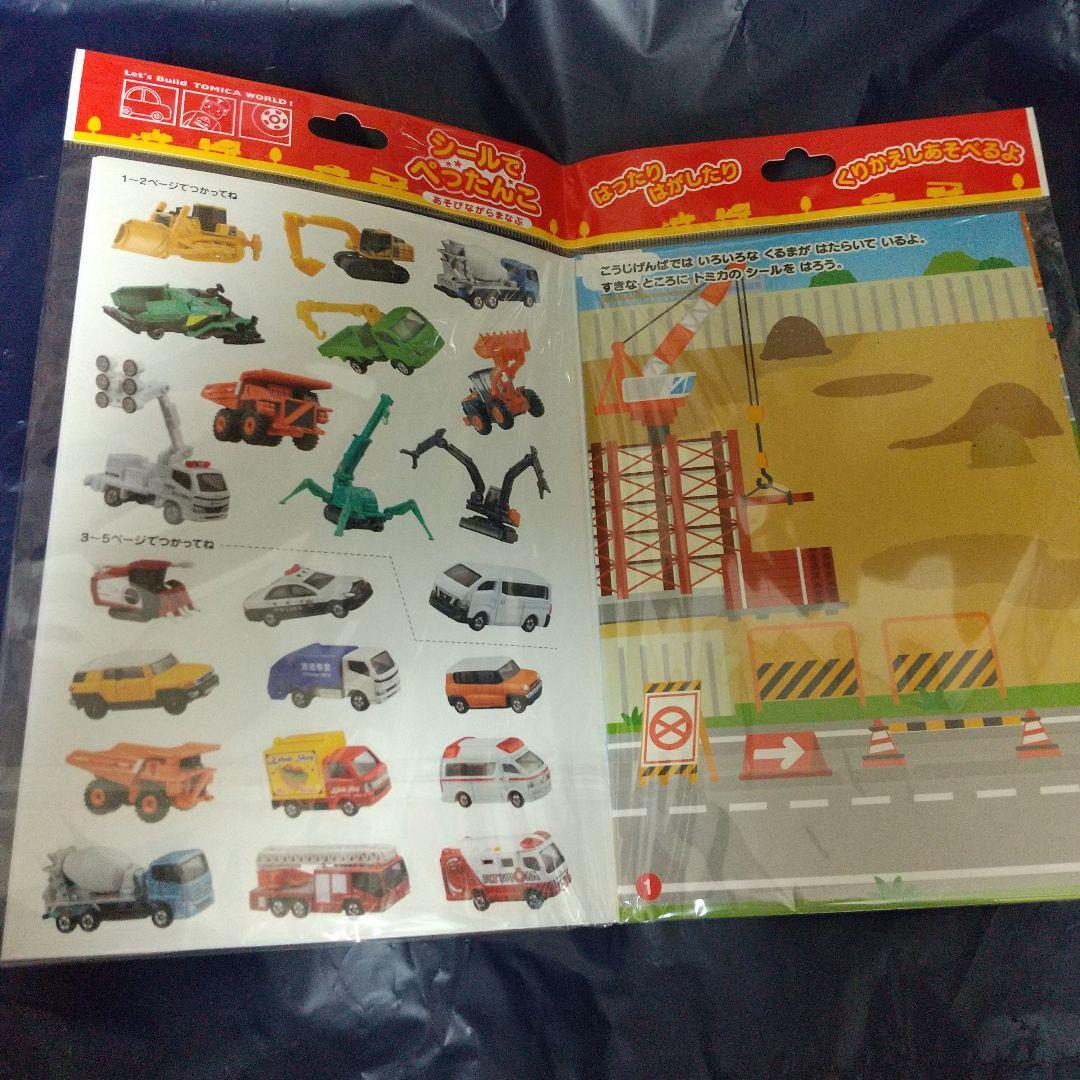 Let's Build TOMICA WORLD!
シールで
ぺったんこ
あそびながらまなぶ
はったり
はがしたり
くりかえしあそべるよ
1〜2ページでつかってね
3〜5ページでつかってね
こうじげんばでは いろいろな くるまが はたらいて いるよ。
すきな ところに トミカの シールを はろう。
POLICE
1